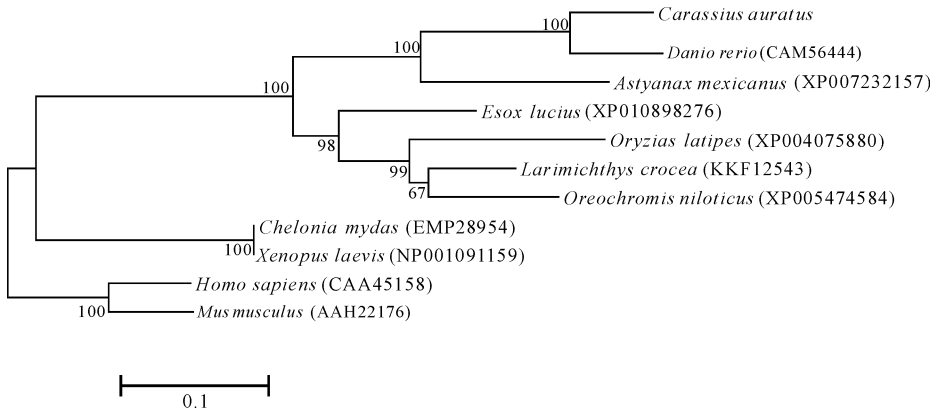 Carassius auratus
100
Danio rerio (CAM56444)
100
Astyanax mexicanus (XP007232157)
100
Esox lucius (XP010898276)
98
Oryzias latipes (XP004075880)
99
Larimichthys crocea (KKF12543)
67
Oreochromis niloticus (XP005474584)
Chelonia mydas (EMP28954)
100
Xenopus laevis (NP001091159)
Homo sapiens (CAA45158)
100
Mus musculus (AAH22176)
0.1